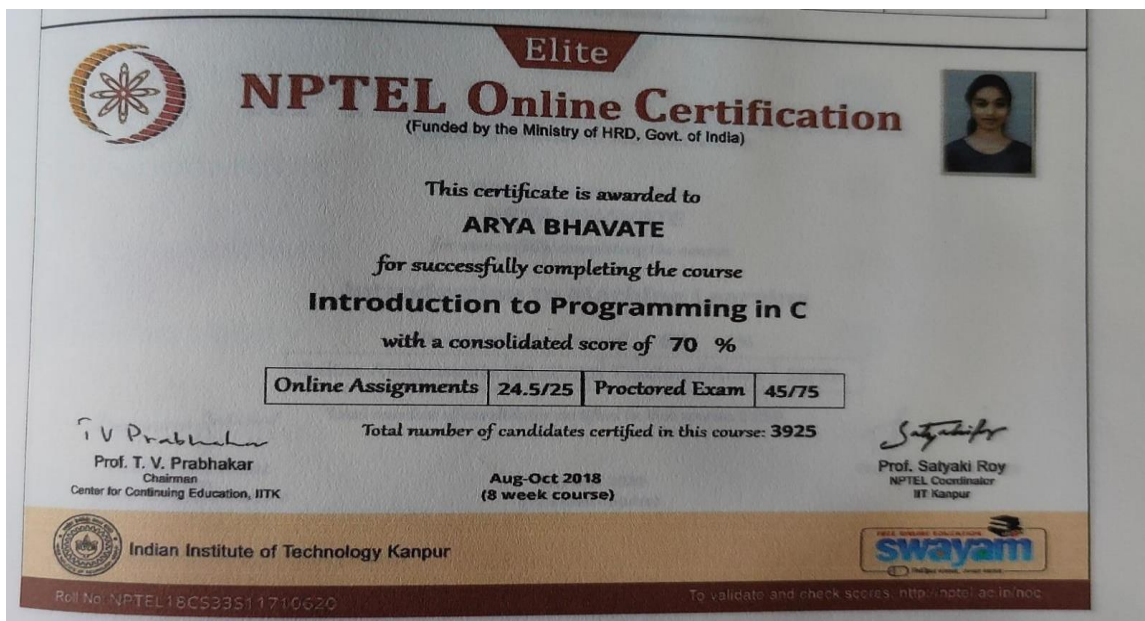 Elite
NPTEL Online Certification
(Funded by the Ministry of HRD, Govt. of India)
This certificate is awarded to
ARYA BHAVATE
for successfully completing the course
Introduction to Programming in C
with a consolidated score of 70 %
Online Assignments 24.5/25 Proctored Exam 45/75
Total number of candidates certified in this course: 3925
T V Prabhakar
Prof. T. V. Prabhakar
Chairman
Center for Continuing Education, IITK
Aug-Oct 2018
(8 week course)
Prof. Satyaki Roy
NPTEL Coordinator
IIT Kanpur
Indian Institute of Technology Kanpur
swayam
Roll No: NPTEL18CS33S11710620
To validate and check scores: http://nptel.ac.in/noc